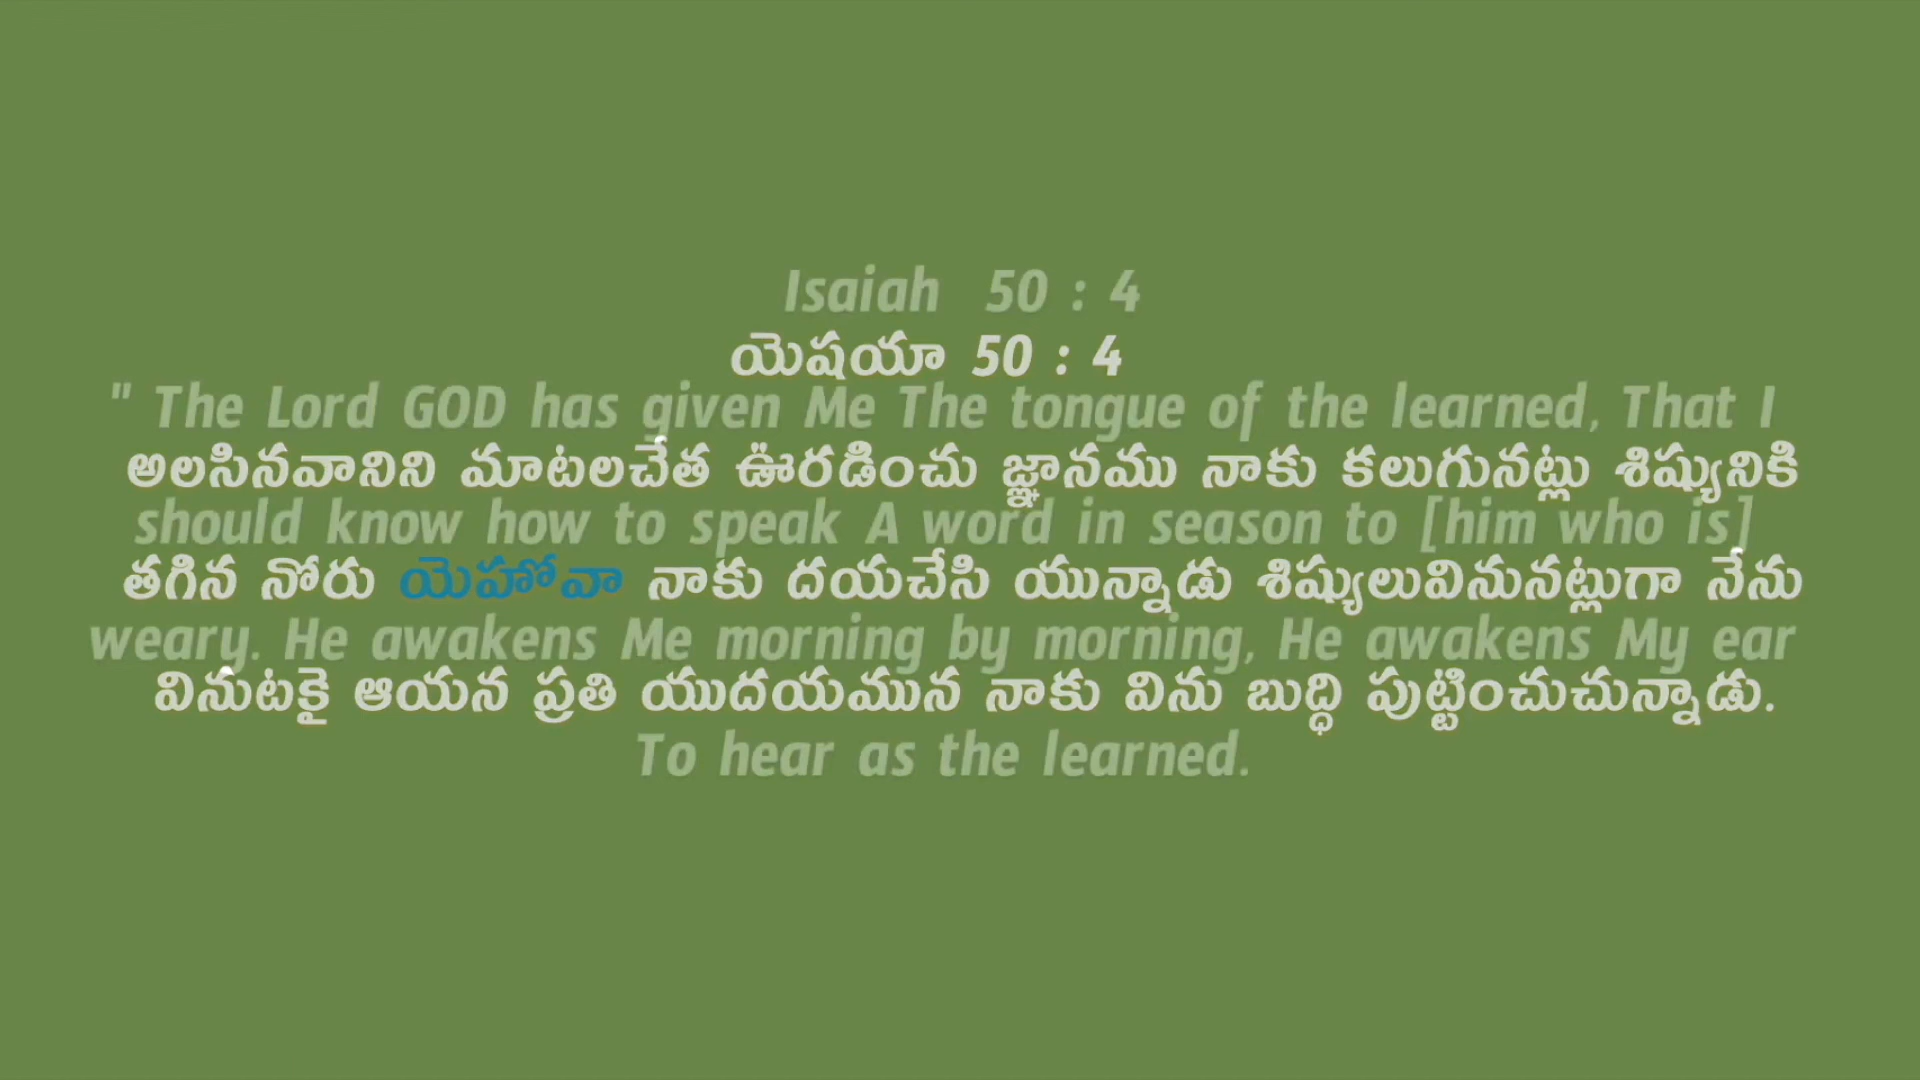 Isaiah 50 : 4
యెషయా 50 : 4
" The Lord GOD has given Me The tongue of the learned, That I
అలసినవానిని మాటలచేత ఊరడించు జ్ఞానము నాకు కలుగునట్లు శిష్యునికి
should know how to speak A word in season to [him who is]
తగిన నోరు యెహోవా నాకు దయచేసి యున్నాడు శిష్యులువినునట్లుగా నేను
weary. He awakens Me morning by morning, He awakens My ear
వినుటకై ఆయన ప్రతి యుదయమున నాకు విను బుద్ధి పుట్టించుచున్నాడు.
To hear as the learned.